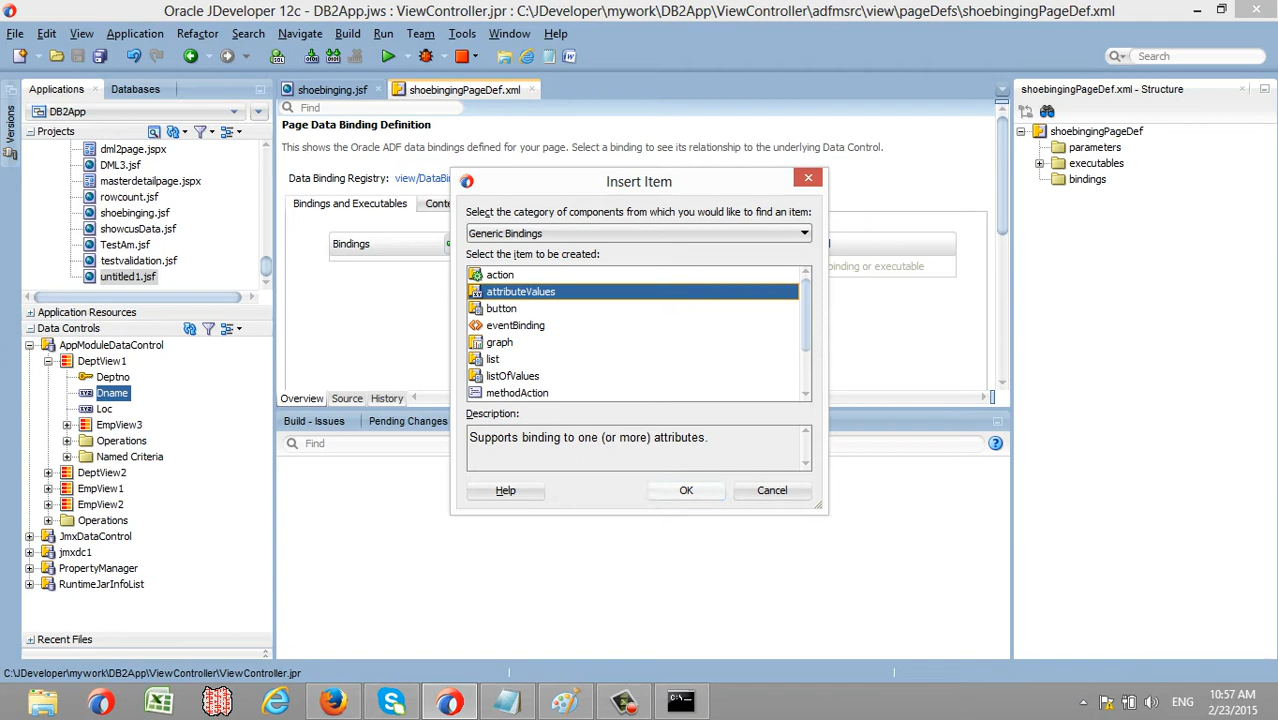 Oracle JDeveloper 12c - DB2App.jws : ViewController.jpr : C:\JDeveloper\mywork\DB2App\ViewController\adfmsrc\view\pageDefs\shoebingingPageDef.xml
File Edit View Application Refactor Search Navigate Build Run Team Tools Window Help
Search
Versions
Applications
Databases
DB2App
Projects
dml2page.jspx
DML3.jsf
masterdetailpage.jspx
rowcount.jsf
shoebinging.jsf
showcusData.jsf
TestAm.jsf
testvalidation.jsf
untitled1.jsf
Application Resources
Data Controls
AppModuleDataControl
DeptView1
Deptno
Dname
Loc
EmpView3
Operations
Named Criteria
DeptView2
EmpView1
EmpView2
Operations
JmxDataControl
jmxdc1
PropertyManager
RuntimeJarInfoList
Recent Files
shoebinging.jsf
shoebingingPageDef.xml
Find
Page Data Binding Definition
This shows the Oracle ADF data bindings defined for your page. Select a binding to see its relationship to the underlying Data Control.
Data Binding Registry: view/DataBin
Bindings and Executables
Conte
Bindings
binding or executable
Overview Source History
Build - Issues
Pending Changes
Find
Insert Item
Select the category of components from which you would like to find an item:
Generic Bindings
Select the item to be created:
action
attributeValues
button
eventBinding
graph
list
listOfValues
methodAction
Description:
Supports binding to one (or more) attributes.
Help OK Cancel
shoebingingPageDef.xml - Structure
shoebingingPageDef
parameters
executables
bindings
C:\JDeveloper\mywork\DB2App\ViewController\ViewController.jpr
ENG
10:57 AM
2/23/2015